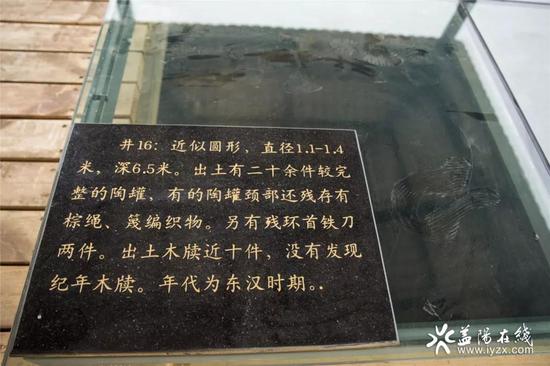 井16：近似圆形，直径1.1-1.4
米，深6.5米。出土有二十余件较完
整的陶罐，有的陶罐颈部还残存有
棕绳、篾编织物。另有残环首铁刀
两件。出土木牍近十件，没有发现
纪年木牍。年代为东汉时期。.
益阳在线
www.iyzx.com